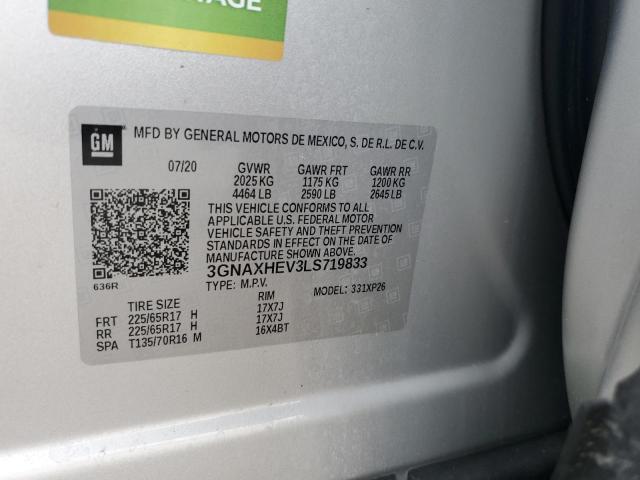 GM
MFD BY GENERAL MOTORS DE MEXICO, S. DE R.L. DE C.V.
07/20 GVWR GAWR FRT GAWR RR
2025 KG 1175 KG 1200 KG
4464 LB 2590 LB 2645 LB
THIS VEHICLE CONFORMS TO ALL
APPLICABLE U.S. FEDERAL MOTOR
VEHICLE SAFETY AND THEFT PREVENTION
STANDARDS IN EFFECT ON THE DATE OF
MANUFACTURE SHOWN ABOVE.
3GNAXHEV3LS719833
636R
TYPE: M.P.V. MODEL: 331XP26
TIRE SIZE RIM
FRT 225/65R17 H 17X7J
RR 225/65R17 H 17X7J
SPA T135/70R16 M 16X4BT